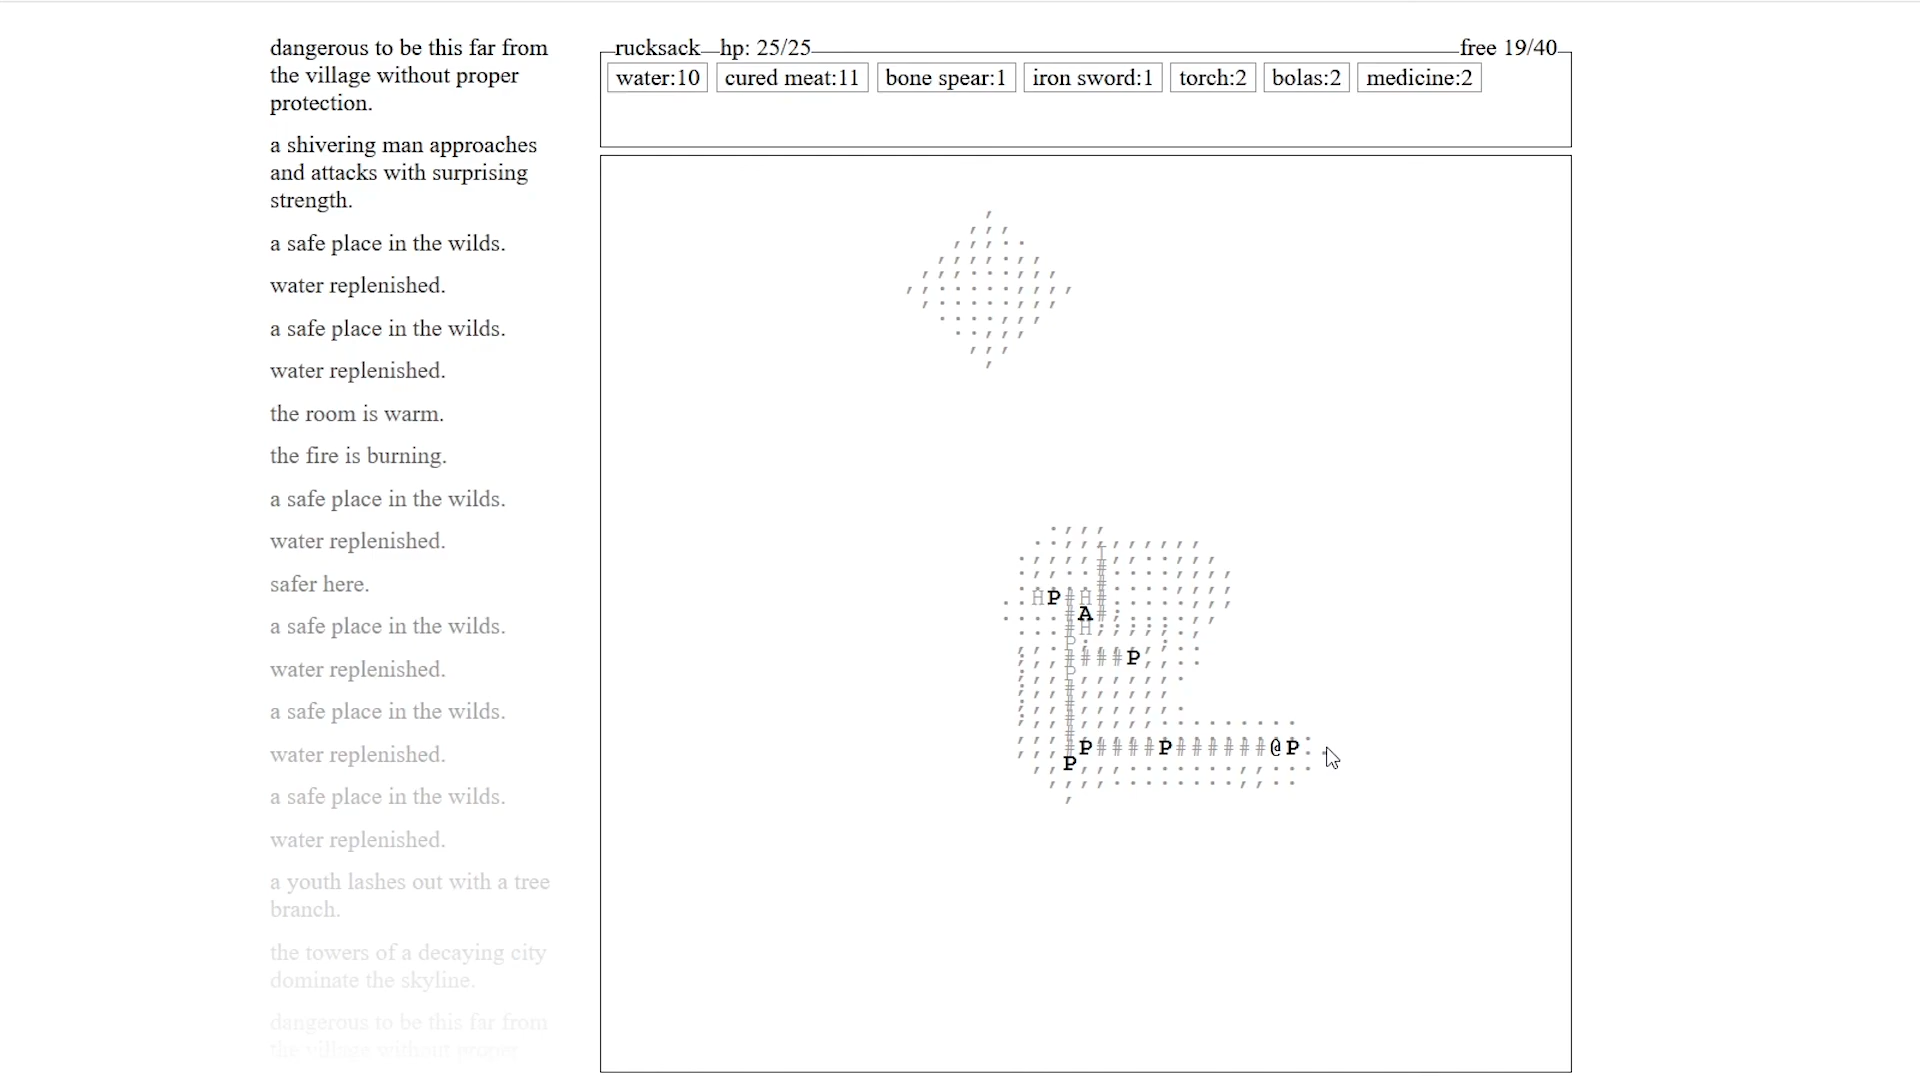 dangerous to be this far from
the village without proper
protection.
a shivering man approaches
and attacks with surprising
strength.
a safe place in the wilds.
water replenished.
a safe place in the wilds.
water replenished.
the room is warm.
the fire is burning.
a safe place in the wilds.
water replenished.
safer here.
a safe place in the wilds.
water replenished.
a safe place in the wilds.
water replenished.
a safe place in the wilds.
water replenished.
a youth lashes out with a tree
branch.
the towers of a decaying city
dominate the skyline.
dangerous to be this far from
the village without proper
rucksack hp: 25/25 free 19/40
water:10 cured meat:11 bone spear:1 iron sword:1 torch:2 bolas:2 medicine:2
I
#
#
H P # H #
# A #
# H
P
# # # # P
P
#
#
#
#
# P # # # # P # # # # # # @ P
P